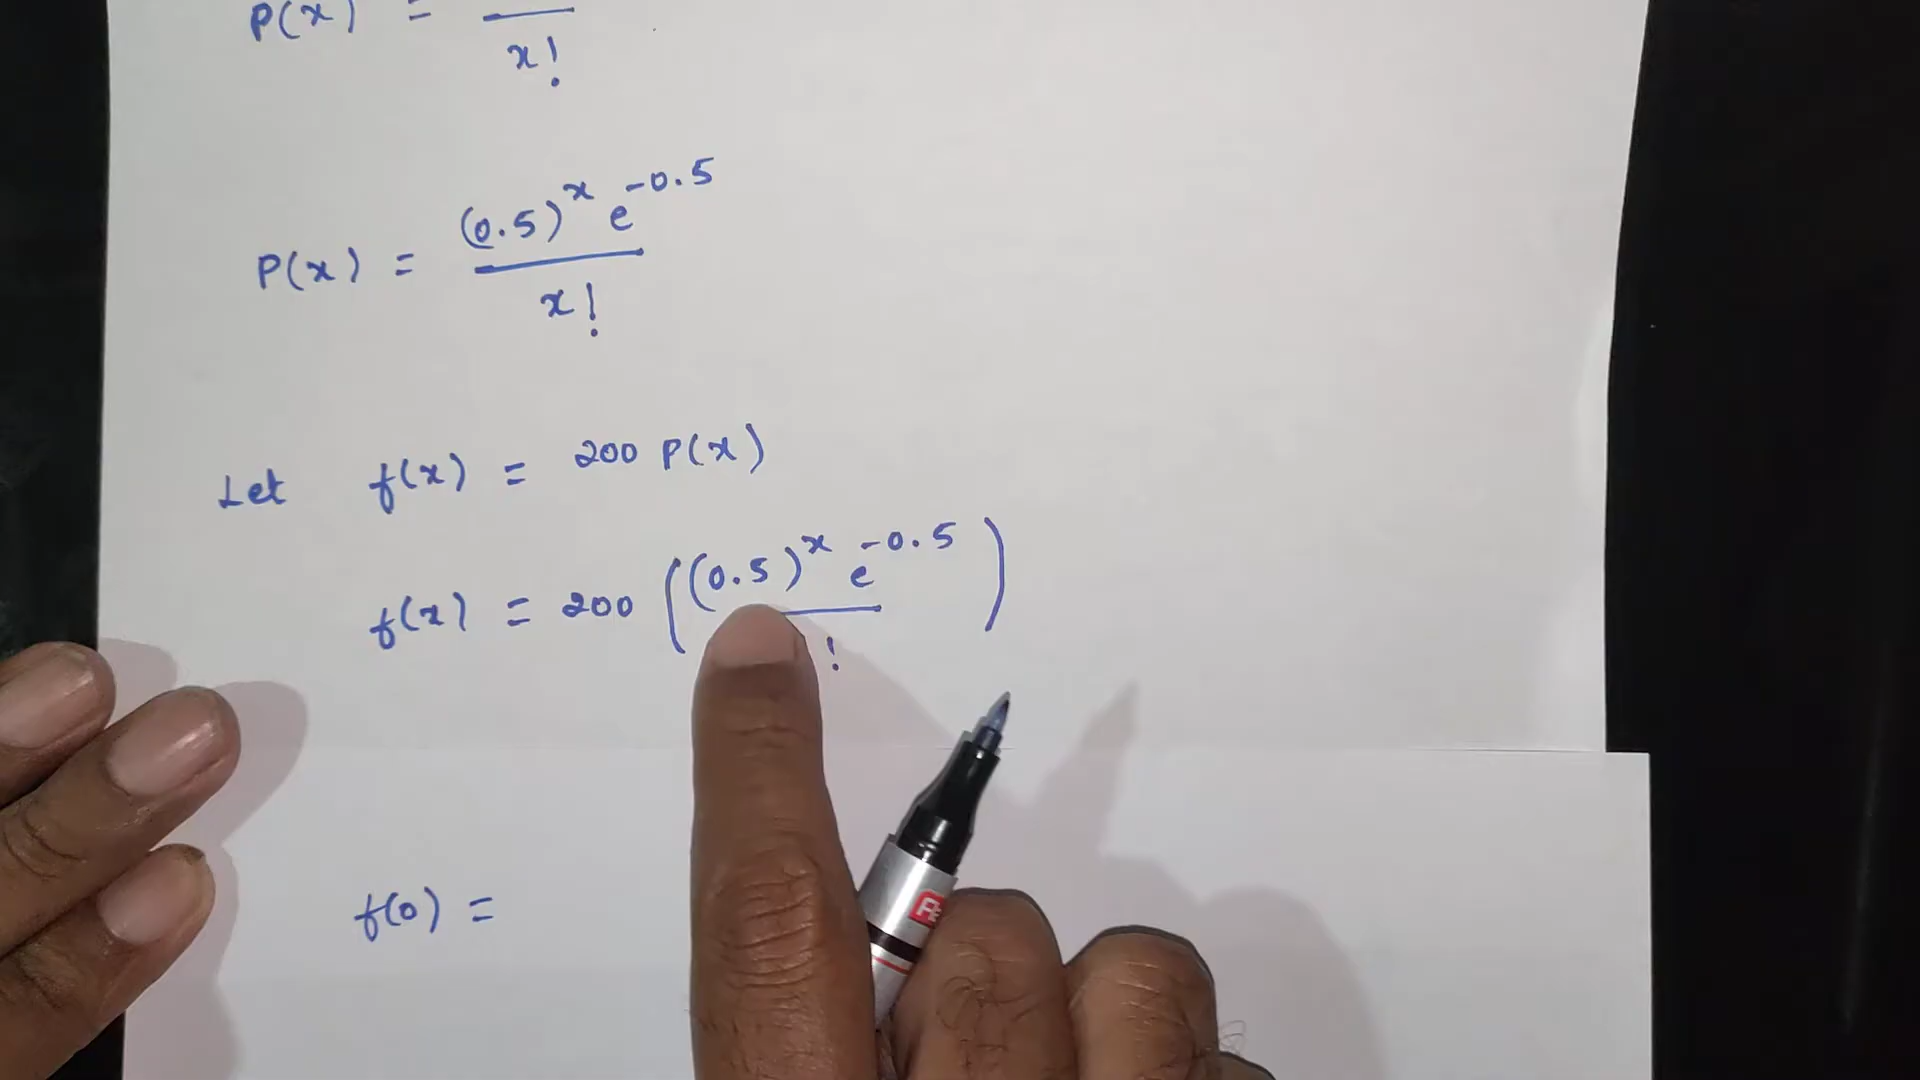 P(x) =
x!
P(x) = (0.5)^x e^-0.5
x!
Let f(x) = 200 P(x)
f(x) = 200 ((0.5)^x e^-0.5)
!
f(0) =